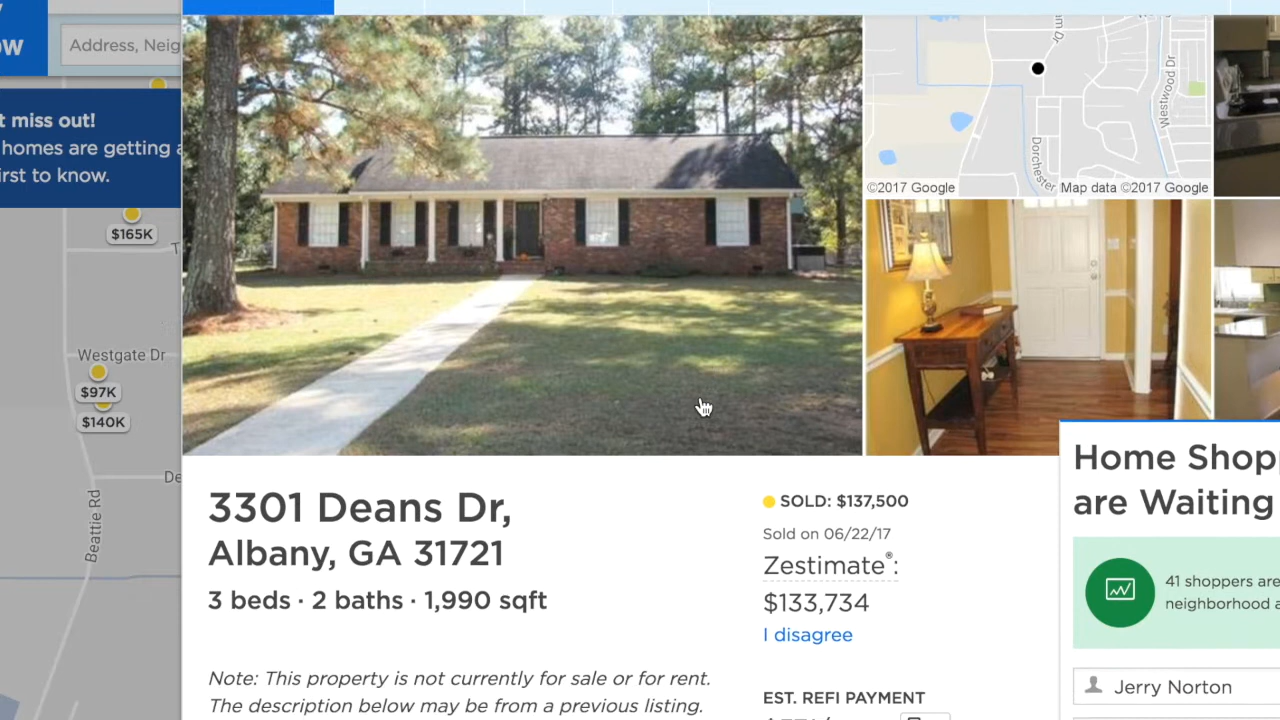 ow
Address, Neig
t miss out!
homes are getting a
irst to know.
$165K
Westgate Dr
$97K
$140K
De
Beattie Rd
m Dr
Westwood Dr
Dorchester
©2017 Google
Map data ©2017 Google
3301 Deans Dr,
Albany, GA 31721
3 beds · 2 baths · 1,990 sqft
Note: This property is not currently for sale or for rent.
The description below may be from a previous listing.
SOLD: $137,500
Sold on 06/22/17
Zestimate®:
$133,734
I disagree
EST. REFI PAYMENT
Home Shopp
are Waiting
41 shoppers are
neighborhood a
Jerry Norton